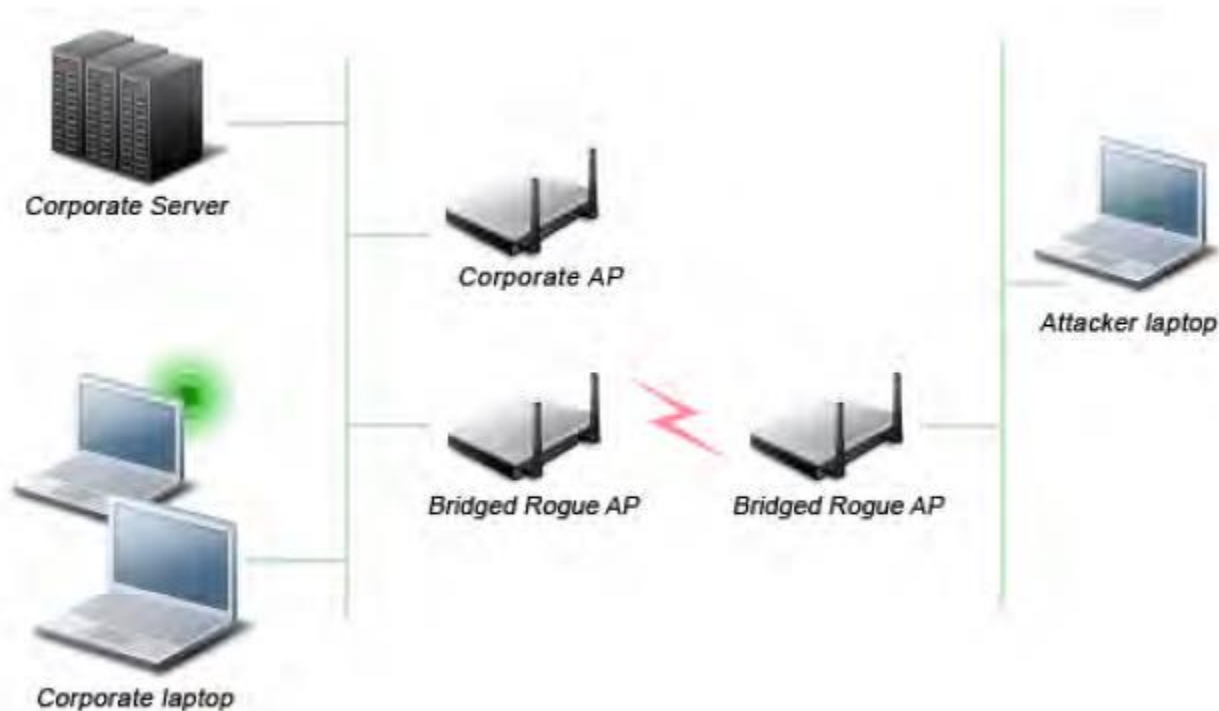 Corporate Server
Corporate AP
Attacker laptop
Bridged Rogue AP
Bridged Rogue AP
Corporate laptop